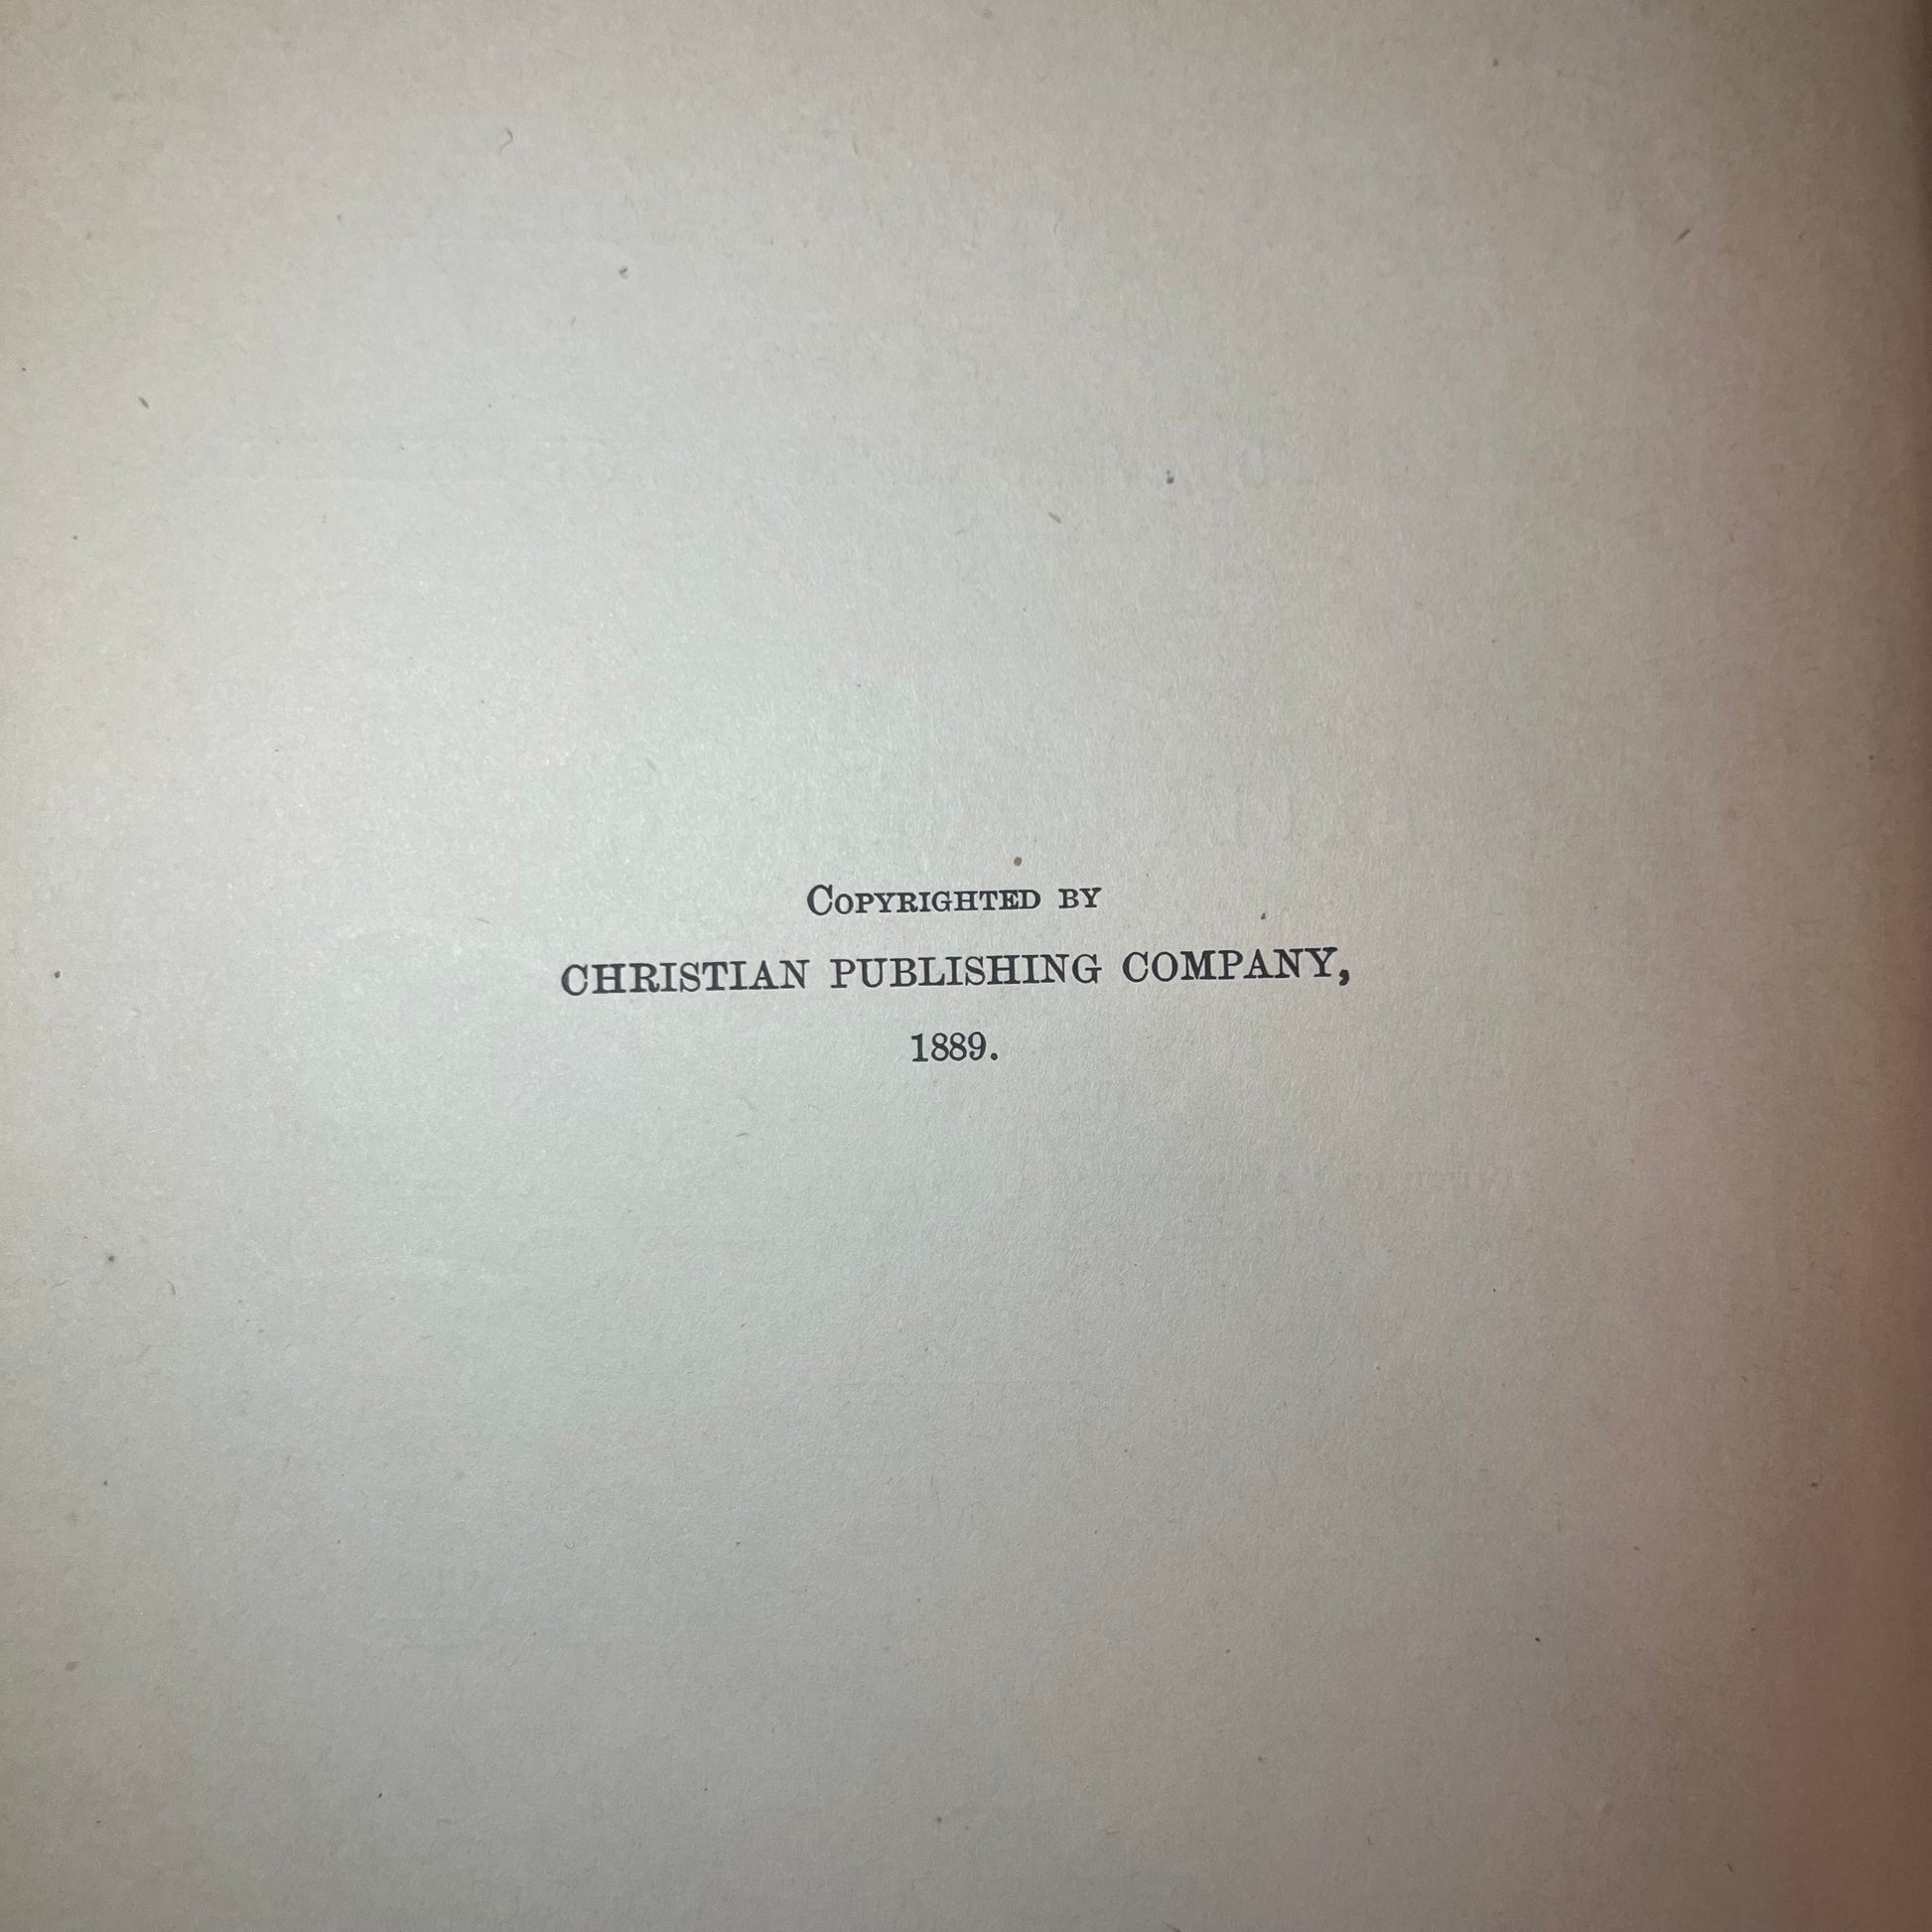 COPYRIGHTED BY
CHRISTIAN PUBLISHING COMPANY,
1889.